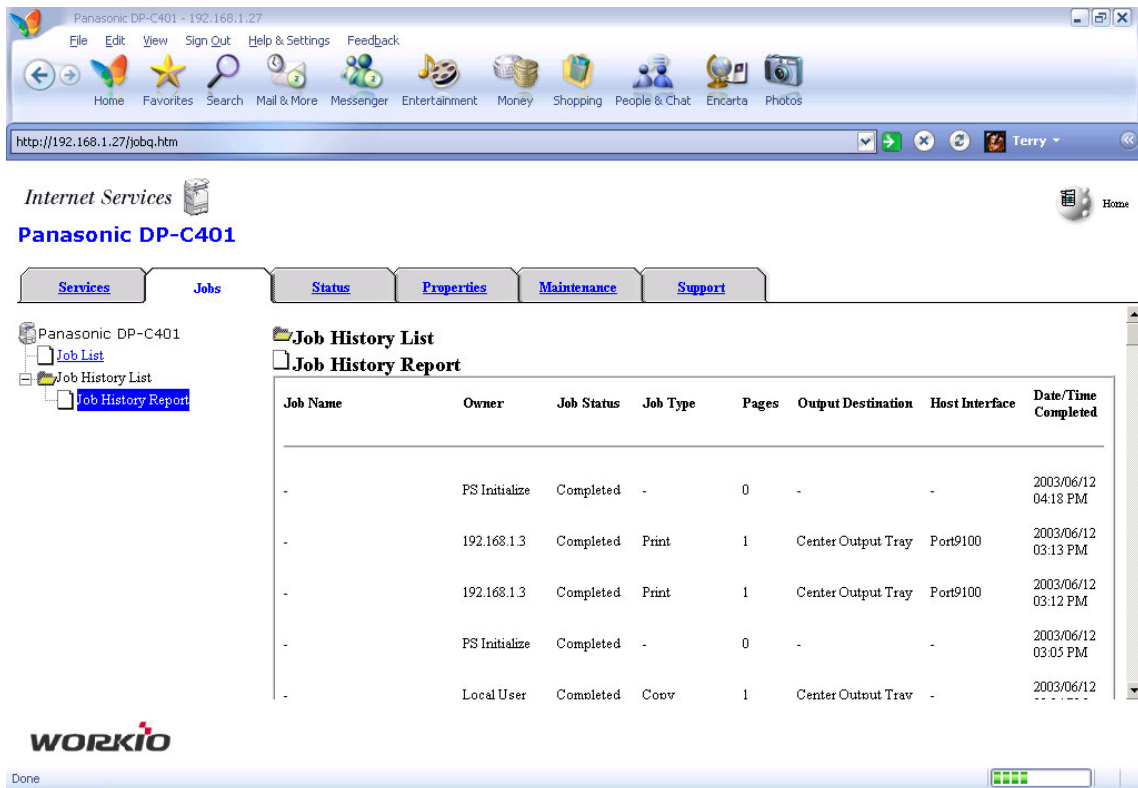 Panasonic DP-C401 - 192.168.1.27
File Edit View Sign Out Help & Settings Feedback
Home Favorites Search Mail & More Messenger Entertainment Money Shopping People & Chat Encarta Photos
http://192.168.1.27/jobq.htm Terry
Internet Services Home
Panasonic DP-C401
Services Jobs Status Properties Maintenance Support
Panasonic DP-C401
Job List
Job History List
Job History Report
Job History List
Job History Report
Job Name Owner Job Status Job Type Pages Output Destination Host Interface Date/Time Completed
- PS Initialize Completed - 0 - - 2003/06/12 04:18 PM
- 192.168.1.3 Completed Print 1 Center Output Tray Port9100 2003/06/12 03:13 PM
- 192.168.1.3 Completed Print 1 Center Output Tray Port9100 2003/06/12 03:12 PM
- PS Initialize Completed - 0 - - 2003/06/12 03:05 PM
- Local User Completed Copy 1 Center Output Tray - 2003/06/12
WORKiO
Done